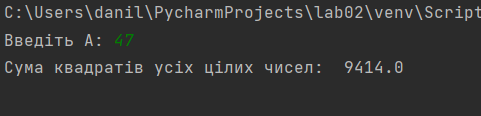 C:\Users\danil\PycharmProjects\lab02\venv\Script
Введіть A: 47
Сума квадратів усіх цілих чисел:  9414.0